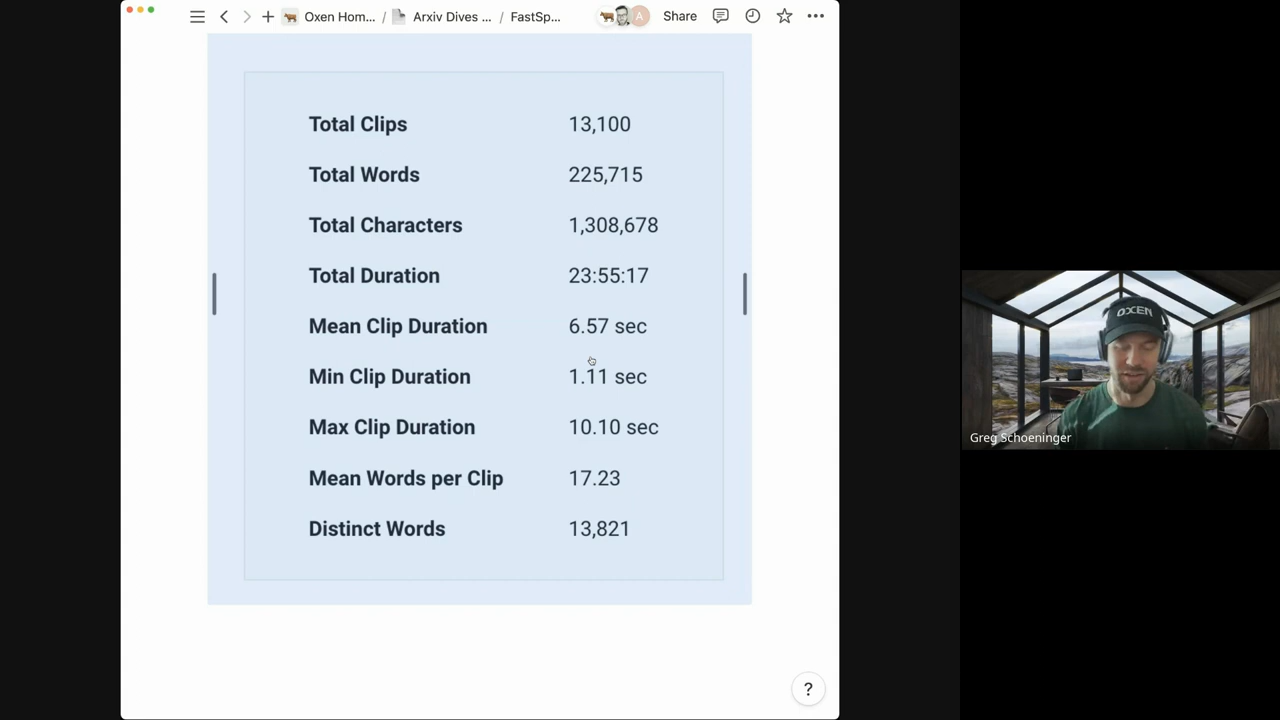 Oxen Hom... / Arxiv Dives ... / FastSp...
A Share
Total Clips 13,100
Total Words 225,715
Total Characters 1,308,678
Total Duration 23:55:17
Mean Clip Duration 6.57 sec
Min Clip Duration 1.11 sec
Max Clip Duration 10.10 sec
Mean Words per Clip 17.23
Distinct Words 13,821
?
OXEN
Greg Schoeninger